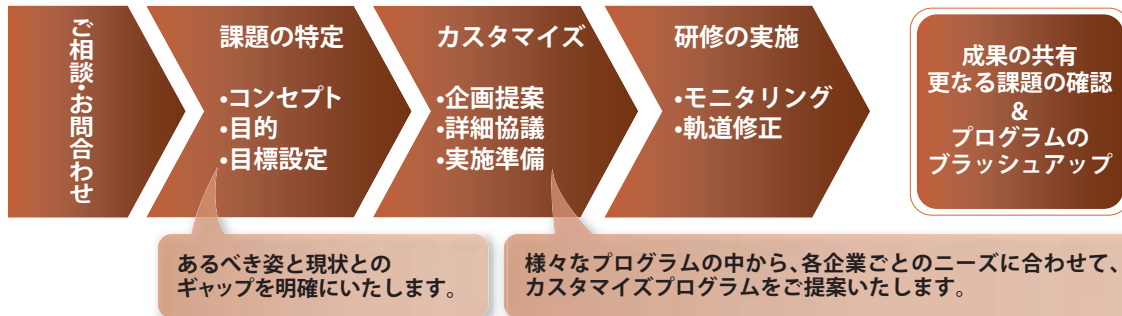 ご相談・お問合わせ
課題の特定
•コンセプト
•目的
•目標設定
カスタマイズ
•企画提案
•詳細協議
•実施準備
研修の実施
•モニタリング
•軌道修正
成果の共有
更なる課題の確認
&
プログラムの
ブラッシュアップ
あるべき姿と現状との
ギャップを明確にいたします。
様々なプログラムの中から、各企業ごとのニーズに合わせて、
カスタマイズプログラムをご提案いたします。